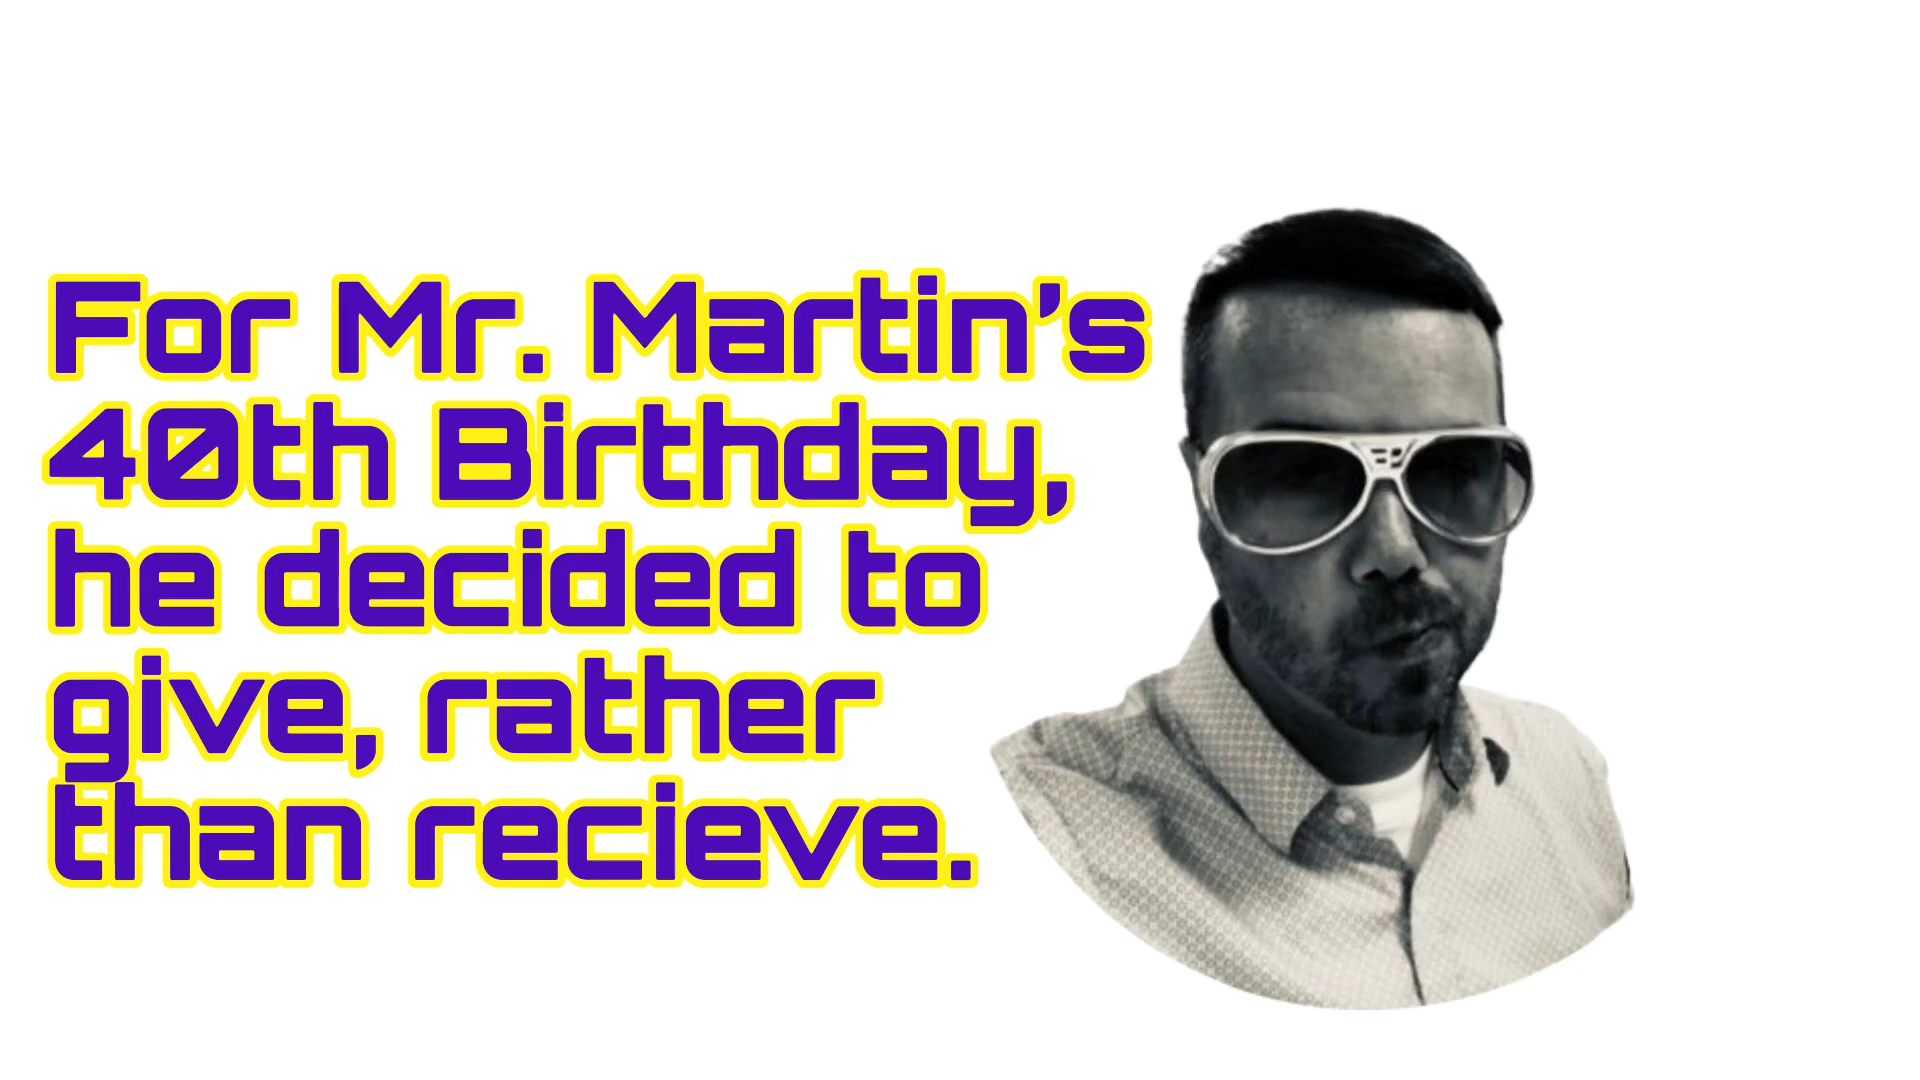 For Mr. Martin’s
40th Birthday,
he decided to
give, rather
than recieve.